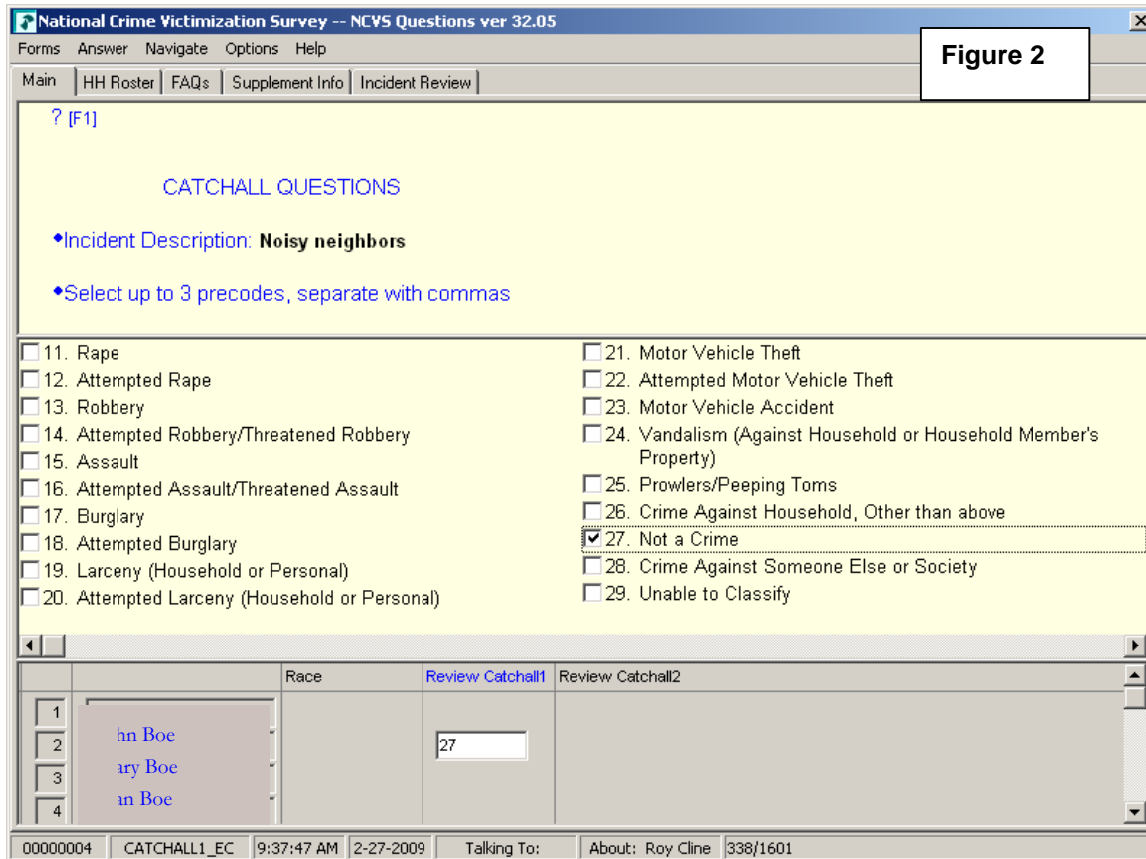 National Crime Victimization Survey -- NCVS Questions ver 32.05
Forms Answer Navigate Options Help
Figure 2
Main HH Roster FAQs Supplement Info Incident Review
? [F1]
CATCHALL QUESTIONS
Incident Description: Noisy neighbors
Select up to 3 precodes, separate with commas
11. Rape
12. Attempted Rape
13. Robbery
14. Attempted Robbery/Threatened Robbery
15. Assault
16. Attempted Assault/Threatened Assault
17. Burglary
18. Attempted Burglary
19. Larceny (Household or Personal)
20. Attempted Larceny (Household or Personal)
21. Motor Vehicle Theft
22. Attempted Motor Vehicle Theft
23. Motor Vehicle Accident
24. Vandalism (Against Household or Household Member's
Property)
25. Prowlers/Peeping Toms
26. Crime Against Household, Other than above
27. Not a Crime
28. Crime Against Someone Else or Society
29. Unable to Classify
Race Review Catchall1 Review Catchall2
1
2 hn Boe 27
3 ary Boe
4 an Boe
00000004 CATCHALL1_EC 9:37:47 AM 2-27-2009 Talking To: About: Roy Cline 338/1601